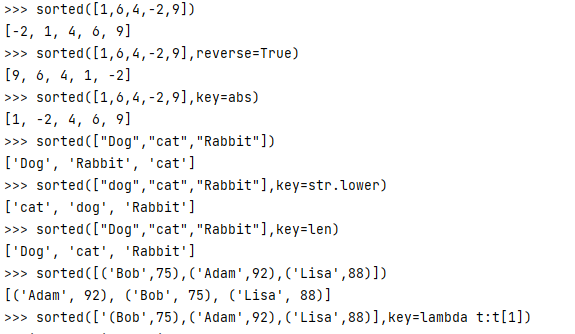 >>> sorted([1,6,4,-2,9])
[-2, 1, 4, 6, 9]
>>> sorted([1,6,4,-2,9],reverse=True)
[9, 6, 4, 1, -2]
>>> sorted([1,6,4,-2,9],key=abs)
[1, -2, 4, 6, 9]
>>> sorted(["Dog","cat","Rabbit"])
['Dog', 'Rabbit', 'cat']
>>> sorted(["dog","cat","Rabbit"],key=str.lower)
['cat', 'dog', 'Rabbit']
>>> sorted(["Dog","cat","Rabbit"],key=len)
['Dog', 'cat', 'Rabbit']
>>> sorted([('Bob',75),('Adam',92),('Lisa',88)])
[('Adam', 92), ('Bob', 75), ('Lisa', 88)]
>>> sorted(['(Bob',75),('Adam',92),('Lisa',88)],key=lambda t:t[1])